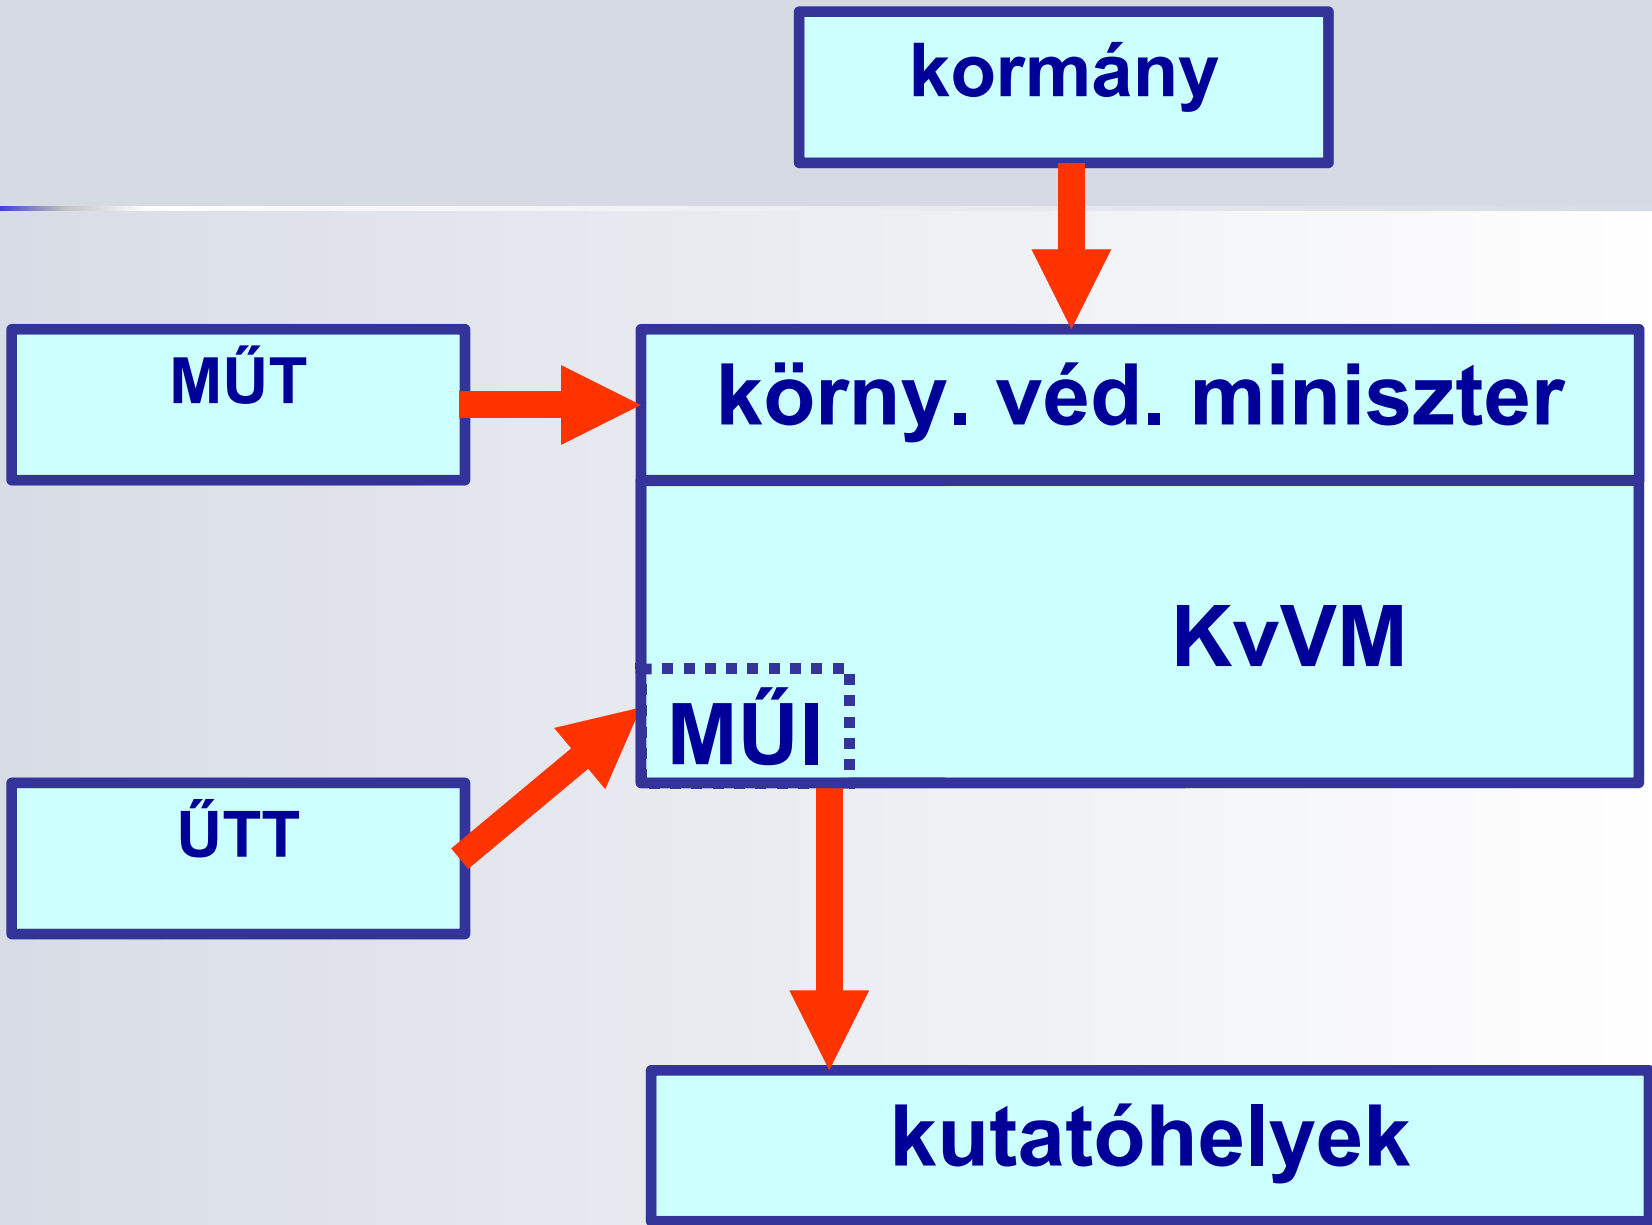 kormány
MŰT
körny. véd. miniszter
KvVM
MŰI
ŰTT
kutatóhelyek